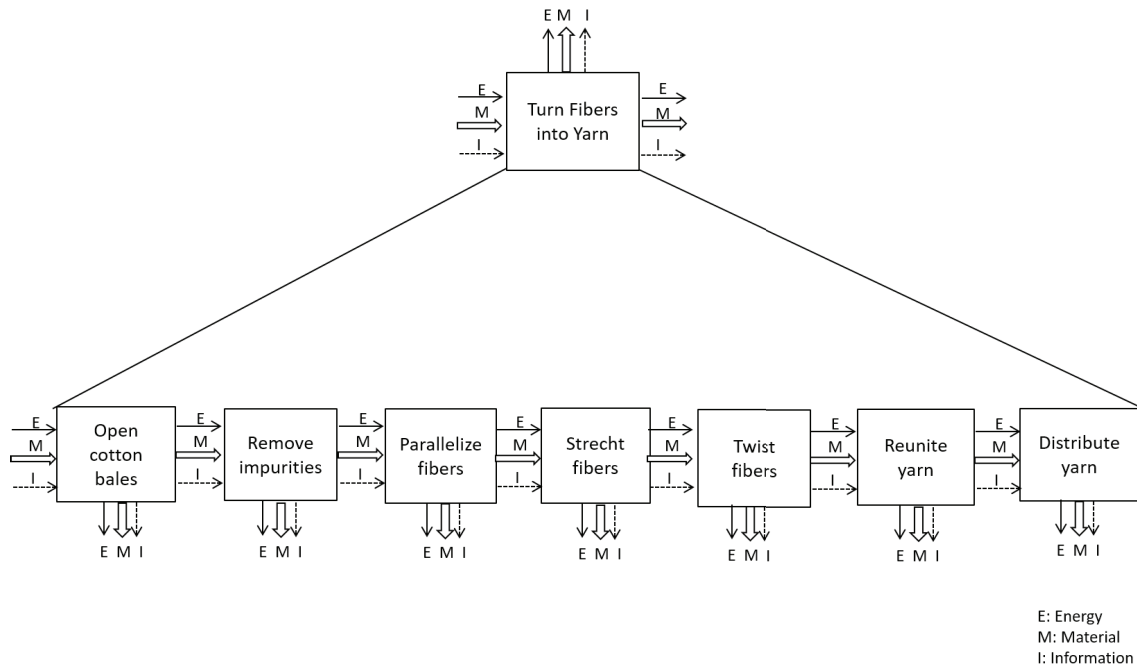 E M I
E
M
I
Turn Fibers
into Yarn
E
M
I
E
M
I
Open
cotton
bales
E
M
I
Remove
impurities
E
M
I
Parallelize
fibers
E
M
I
Strecht
fibers
E
M
I
Twist
fibers
E
M
I
Reunite
yarn
E
M
I
Distribute
yarn
E M I
E M I
E M I
E M I
E M I
E M I
E M I
E: Energy
M: Material
I: Information